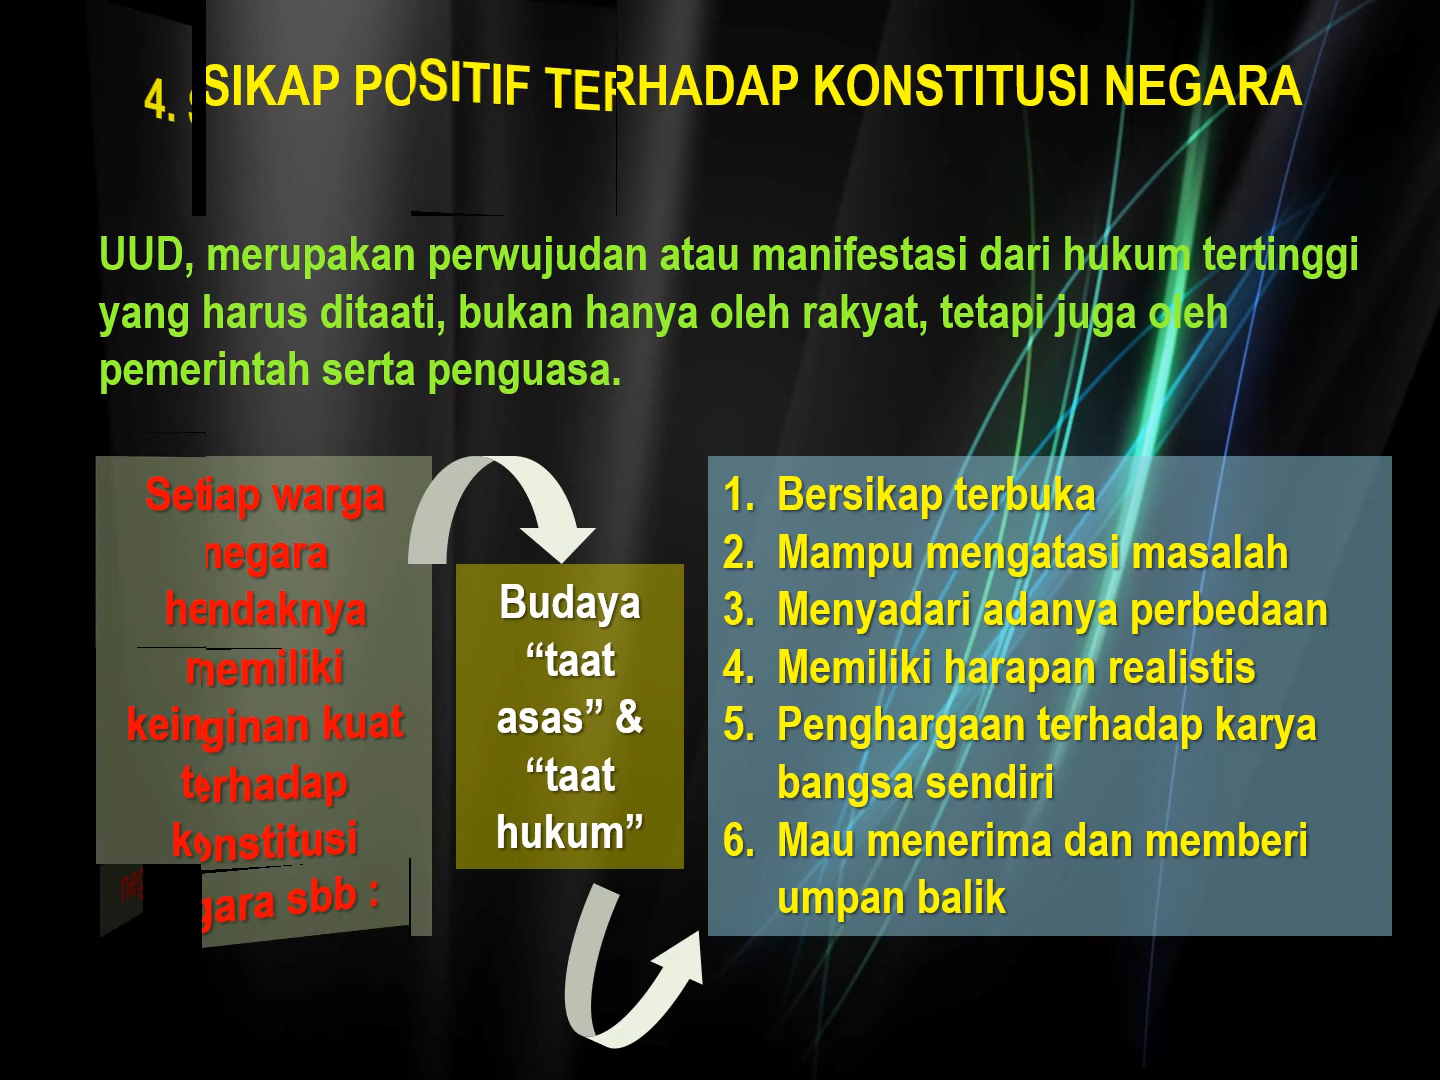 4. SIKAP POSITIF TERHADAP KONSTITUSI NEGARA
UUD, merupakan perwujudan atau manifestasi dari hukum tertinggi
yang harus ditaati, bukan hanya oleh rakyat, tetapi juga oleh
pemerintah serta penguasa.
Setiap warga
negara
hendaknya
memiliki
keinginan kuat
terhadap
konstitusi
negara sbb :
Budaya
“taat
asas” &
“taat
hukum”
1. Bersikap terbuka
2. Mampu mengatasi masalah
3. Menyadari adanya perbedaan
4. Memiliki harapan realistis
5. Penghargaan terhadap karya
bangsa sendiri
6. Mau menerima dan memberi
umpan balik